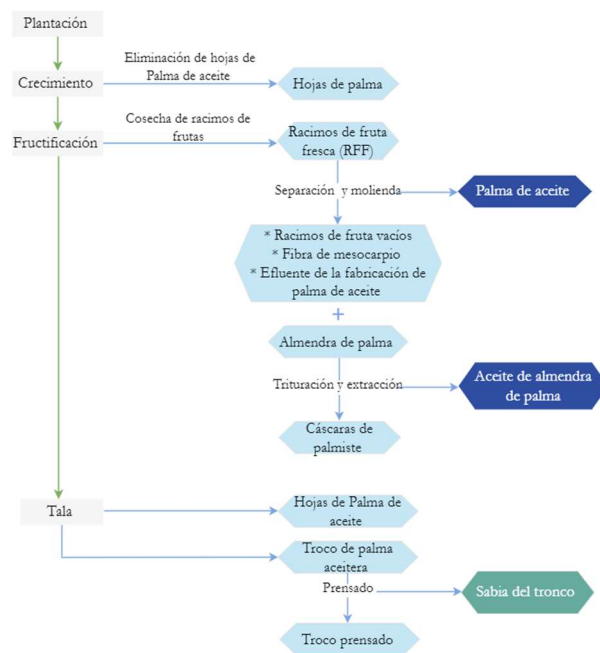 Plantación
Eliminación de hojas de
Palma de aceite
Crecimiento
Hojas de palma
Cosecha de racimos de
frutas
Fructificación
Racimos de fruta
fresca (RFF)
Separación y molienda
Palma de aceite
* Racimos de fruta vacíos
* Fibra de mesocarpio
* Efluente de la fabricación de
palma de aceite
+
Almendra de palma
Trituración y extracción
Aceite de almendra
de palma
Cáscaras de
palmiste
Tala
Hojas de Palma de
aceite
Troco de palma
aceitera
Prensado
Sabia del tronco
Troco prensado